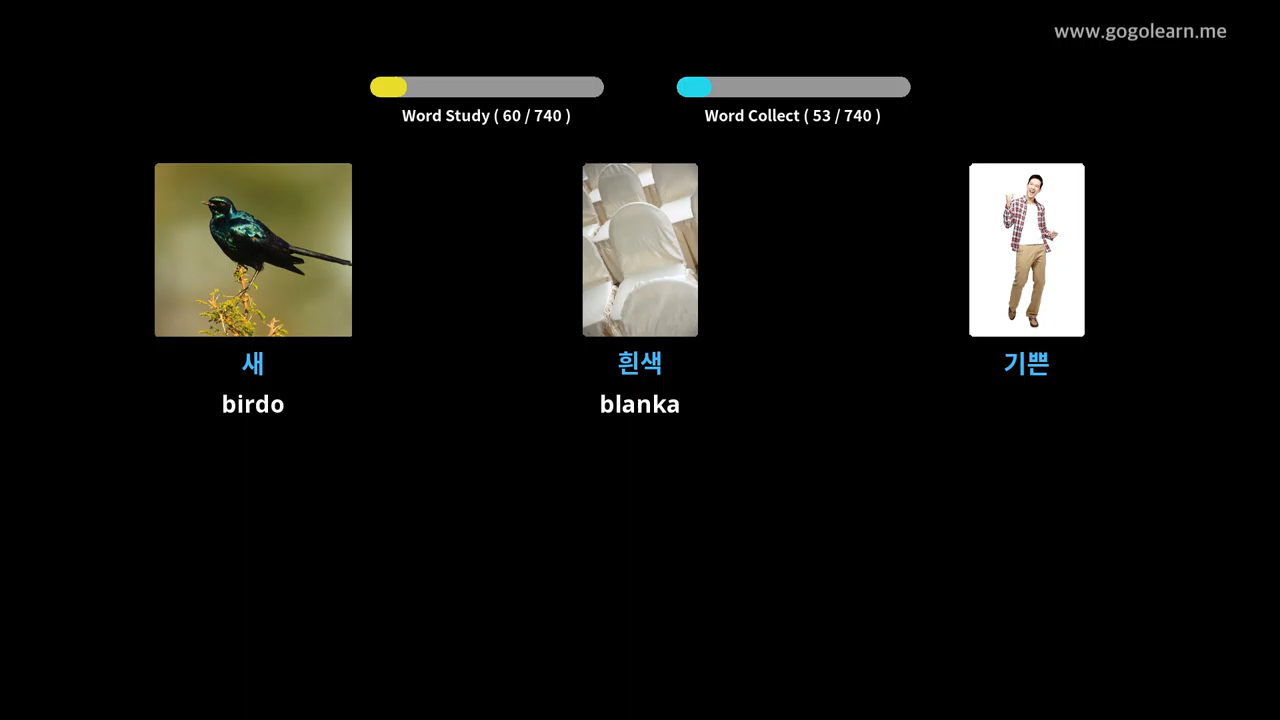 www.gogolearn.me
Word Study ( 60 / 740 )
Word Collect ( 53 / 740 )
새
흰색
기쁜
birdo
blanka